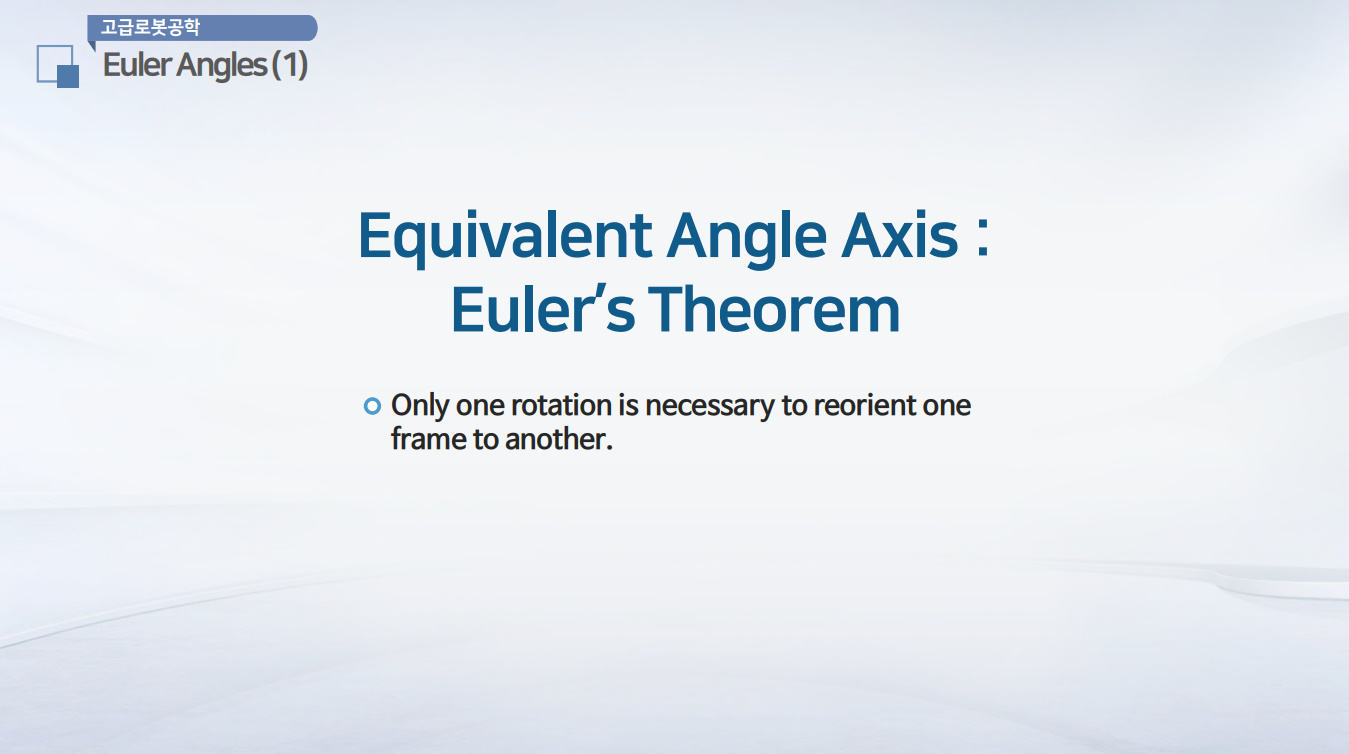 고급로봇공학
Euler Angles (1)
Equivalent Angle Axis :
Euler’s Theorem
Only one rotation is necessary to reorient one
frame to another.